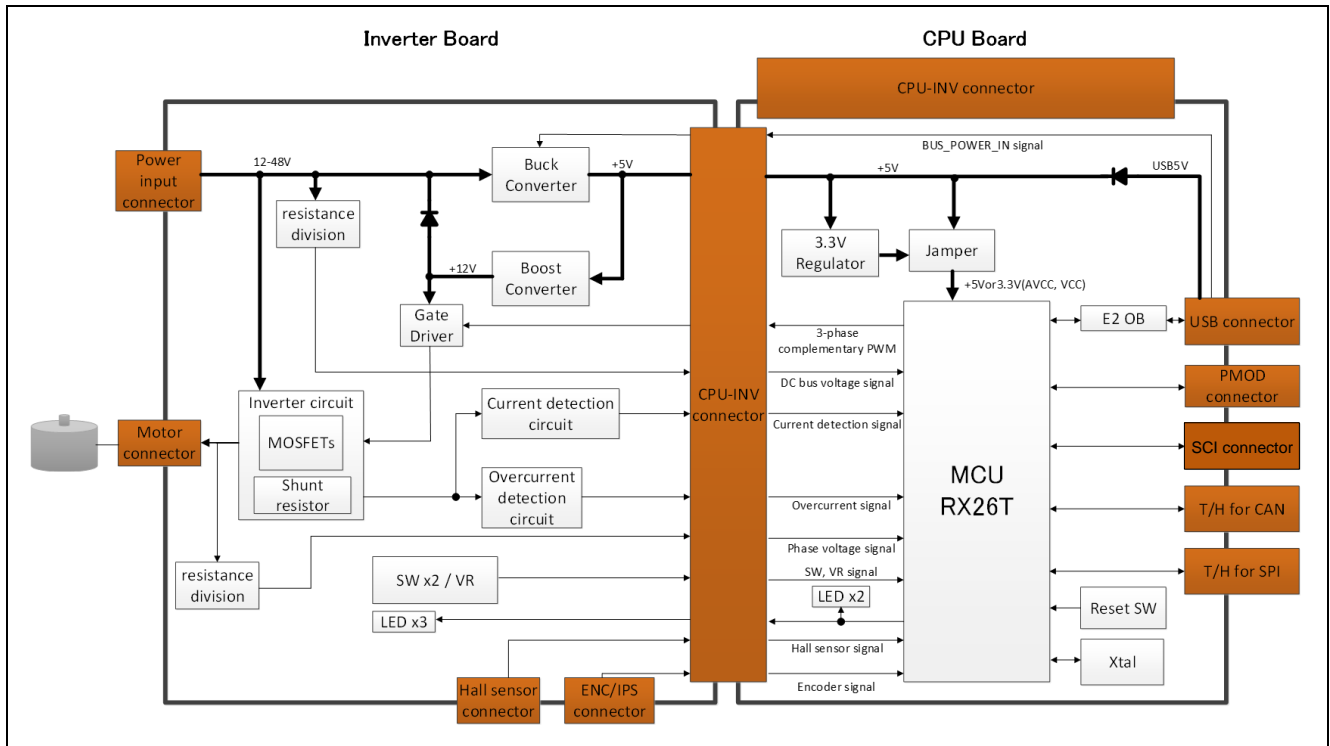 Inverter Board
CPU Board
CPU-INV connector
BUS_POWER_IN signal
Power
input
connector
12-48V
Buck
Converter
+5V
+5V
USB5V
resistance
division
3.3V
Regulator
Jamper
+12V
Boost
Converter
+5Vor3.3V(AVCC, VCC)
Gate
Driver
E2 OB
USB connector
3-phase
complementary PWM
DC bus voltage signal
PMOD
connector
CPU-INV
connector
Inverter circuit
MOSFETs
Shunt
resistor
Current detection
circuit
Current detection signal
Motor
connector
SCI connector
MCU
RX26T
Overcurrent
detection
circuit
Overcurrent signal
T/H for CAN
Phase voltage signal
resistance
division
SW x2 / VR
SW, VR signal
T/H for SPI
LED x2
LED x3
Reset SW
Hall sensor signal
Xtal
Hall sensor
connector
ENC/IPS
connector
Encoder signal